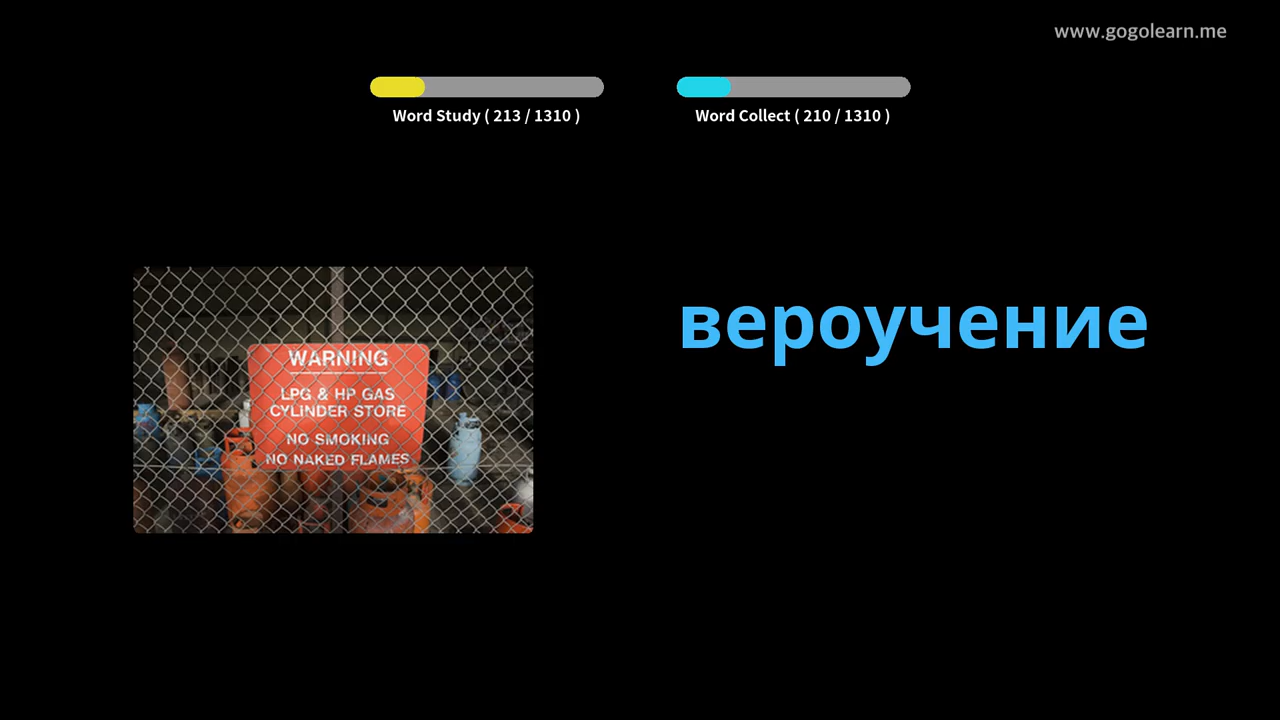 www.gogolearn.me
Word Study ( 213 / 1310 )
Word Collect ( 210 / 1310 )
WARNING
LPG & HP GAS
CYLINDER STORE
NO SMOKING
NO NAKED FLAMES
вероучение